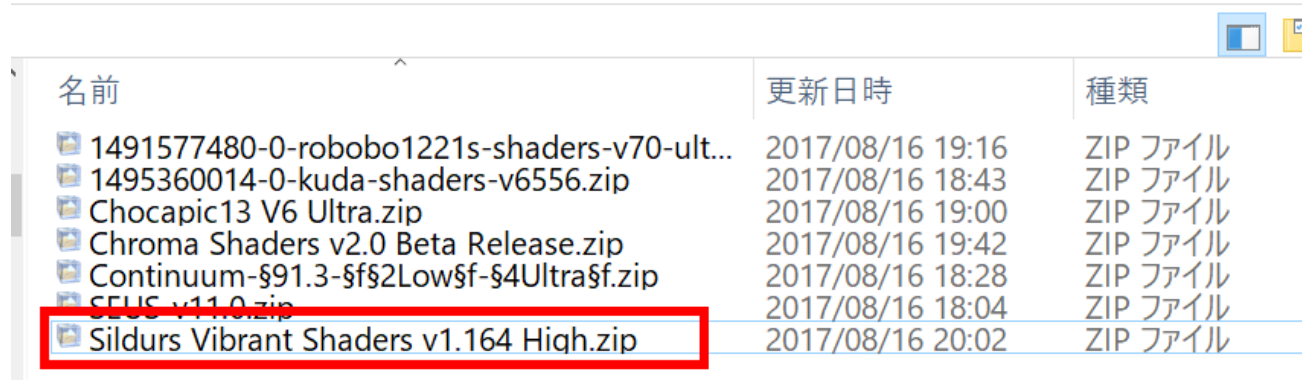 名前 更新日時 種類
1491577480-0-robobo1221s-shaders-v70-ult... 2017/08/16 19:16 ZIP ファイル
1495360014-0-kuda-shaders-v6556.zip 2017/08/16 18:43 ZIP ファイル
Chocapic13 V6 Ultra.zip 2017/08/16 19:00 ZIP ファイル
Chroma Shaders v2.0 Beta Release.zip 2017/08/16 19:42 ZIP ファイル
Continuum-§91.3-§f§2Low§f-§4Ultra§f.zip 2017/08/16 18:28 ZIP ファイル
SEUS-v11.0.zip 2017/08/16 18:04 ZIP ファイル
Sildurs Vibrant Shaders v1.164 High.zip 2017/08/16 20:02 ZIP ファイル